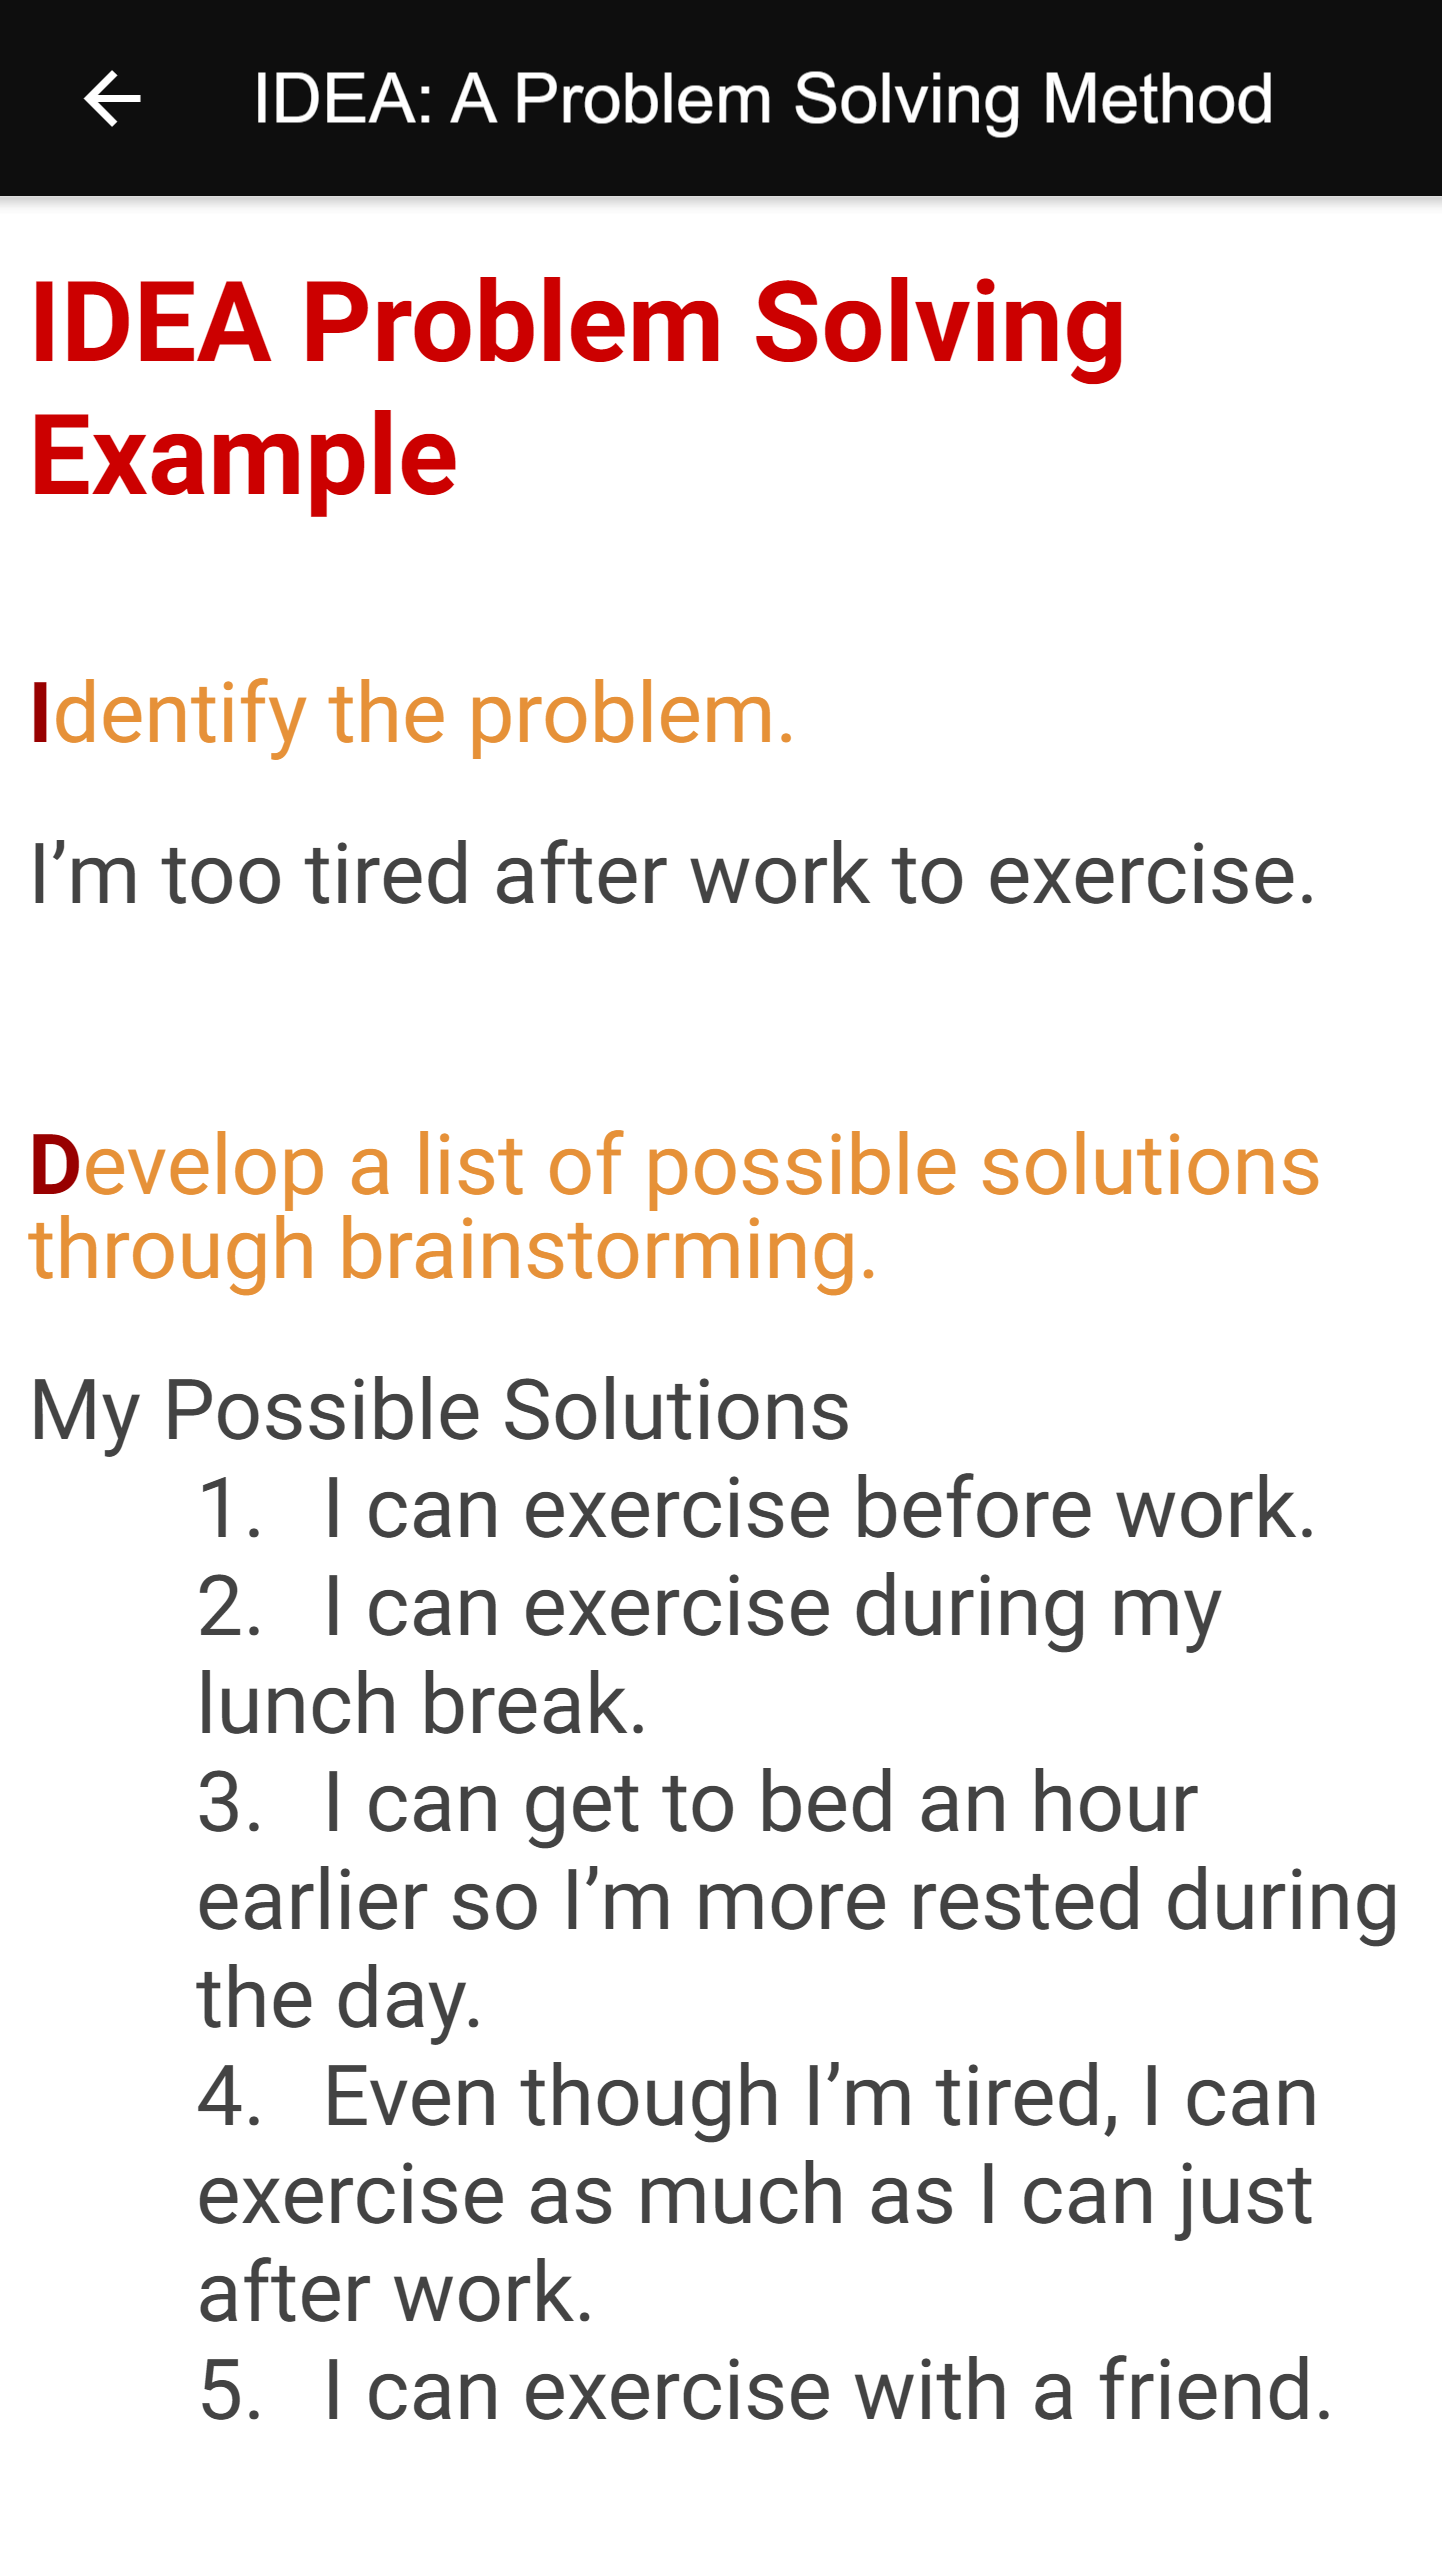 IDEA: A Problem Solving Method
IDEA Problem Solving
Example
Identify the problem.
I’m too tired after work to exercise.
Develop a list of possible solutions
through brainstorming.
My Possible Solutions
1. I can exercise before work.
2. I can exercise during my
lunch break.
3. I can get to bed an hour
earlier so I’m more rested during
the day.
4. Even though I’m tired, I can
exercise as much as I can just
after work.
5. I can exercise with a friend.